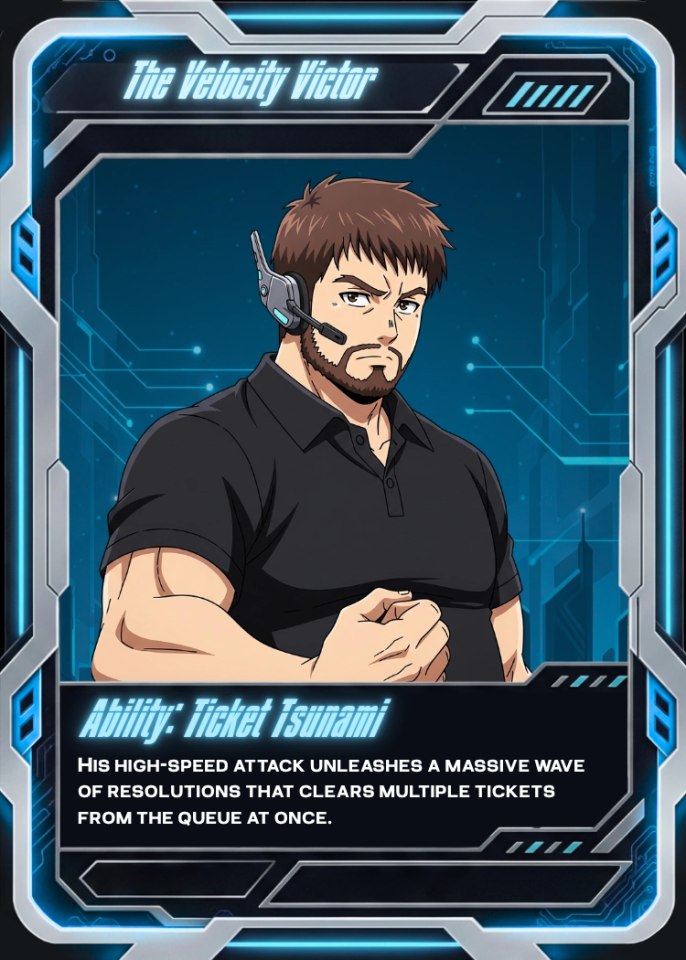 The Velocity Victor
Ability: Ticket Tsunami
His high-speed attack unleashes a massive wave
of resolutions that clears multiple tickets
from the queue at once.